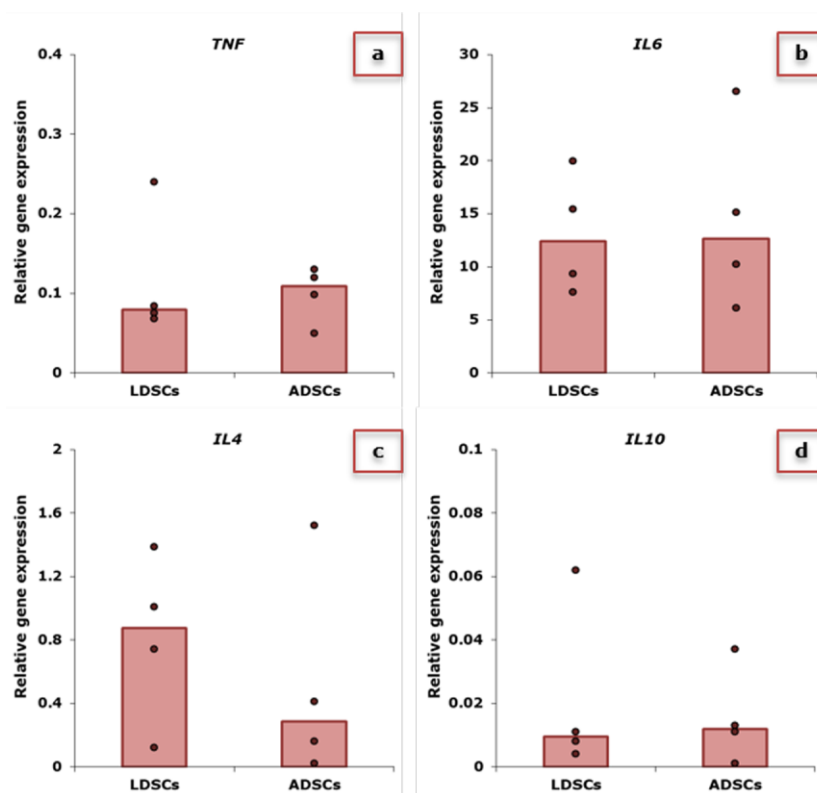 TNF
a
Relative gene expression
0.4
0.3
0.2
0.1
0
LDSCs
ADSCs
IL6
b
Relative gene expression
30
25
20
15
10
5
0
LDSCs
ADSCs
IL4
c
Relative gene expression
2
1.6
1.2
0.8
0.4
0
LDSCs
ADSCs
IL10
d
Relative gene expression
0.1
0.08
0.06
0.04
0.02
0
LDSCs
ADSCs